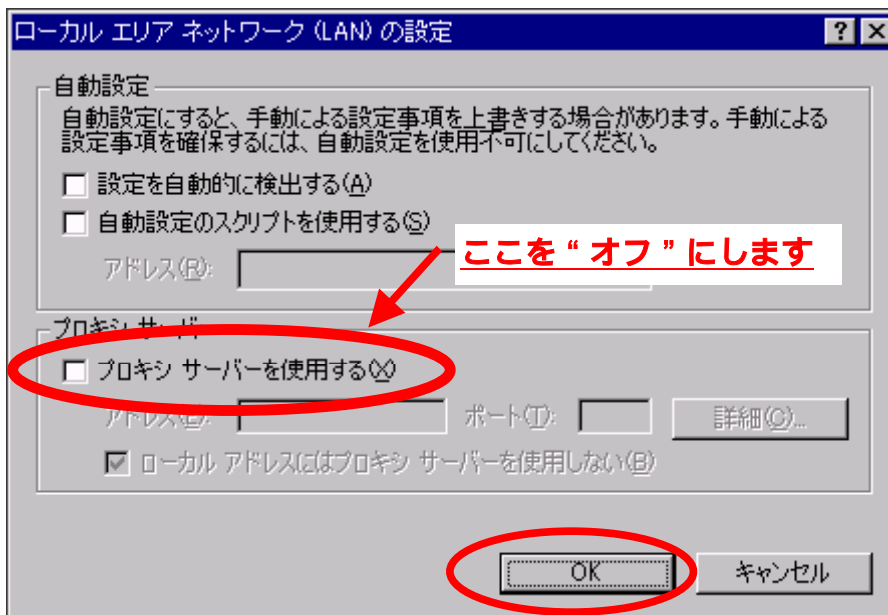 ローカル エリア ネットワーク (LAN) の設定
自動設定
自動設定にすると、手動による設定事項を上書きする場合があります。手動による
設定事項を確保するには、自動設定を使用不可にしてください。
設定を自動的に検出する(A)
自動設定のスクリプトを使用する(S)
ここを “ オフ ” にします
アドレス(R):
プロキシ サーバー
プロキシ サーバーを使用する(X)
アドレス(E): ポート(T): 詳細(C)...
ローカル アドレスにはプロキシ サーバーを使用しない(B)
OK キャンセル